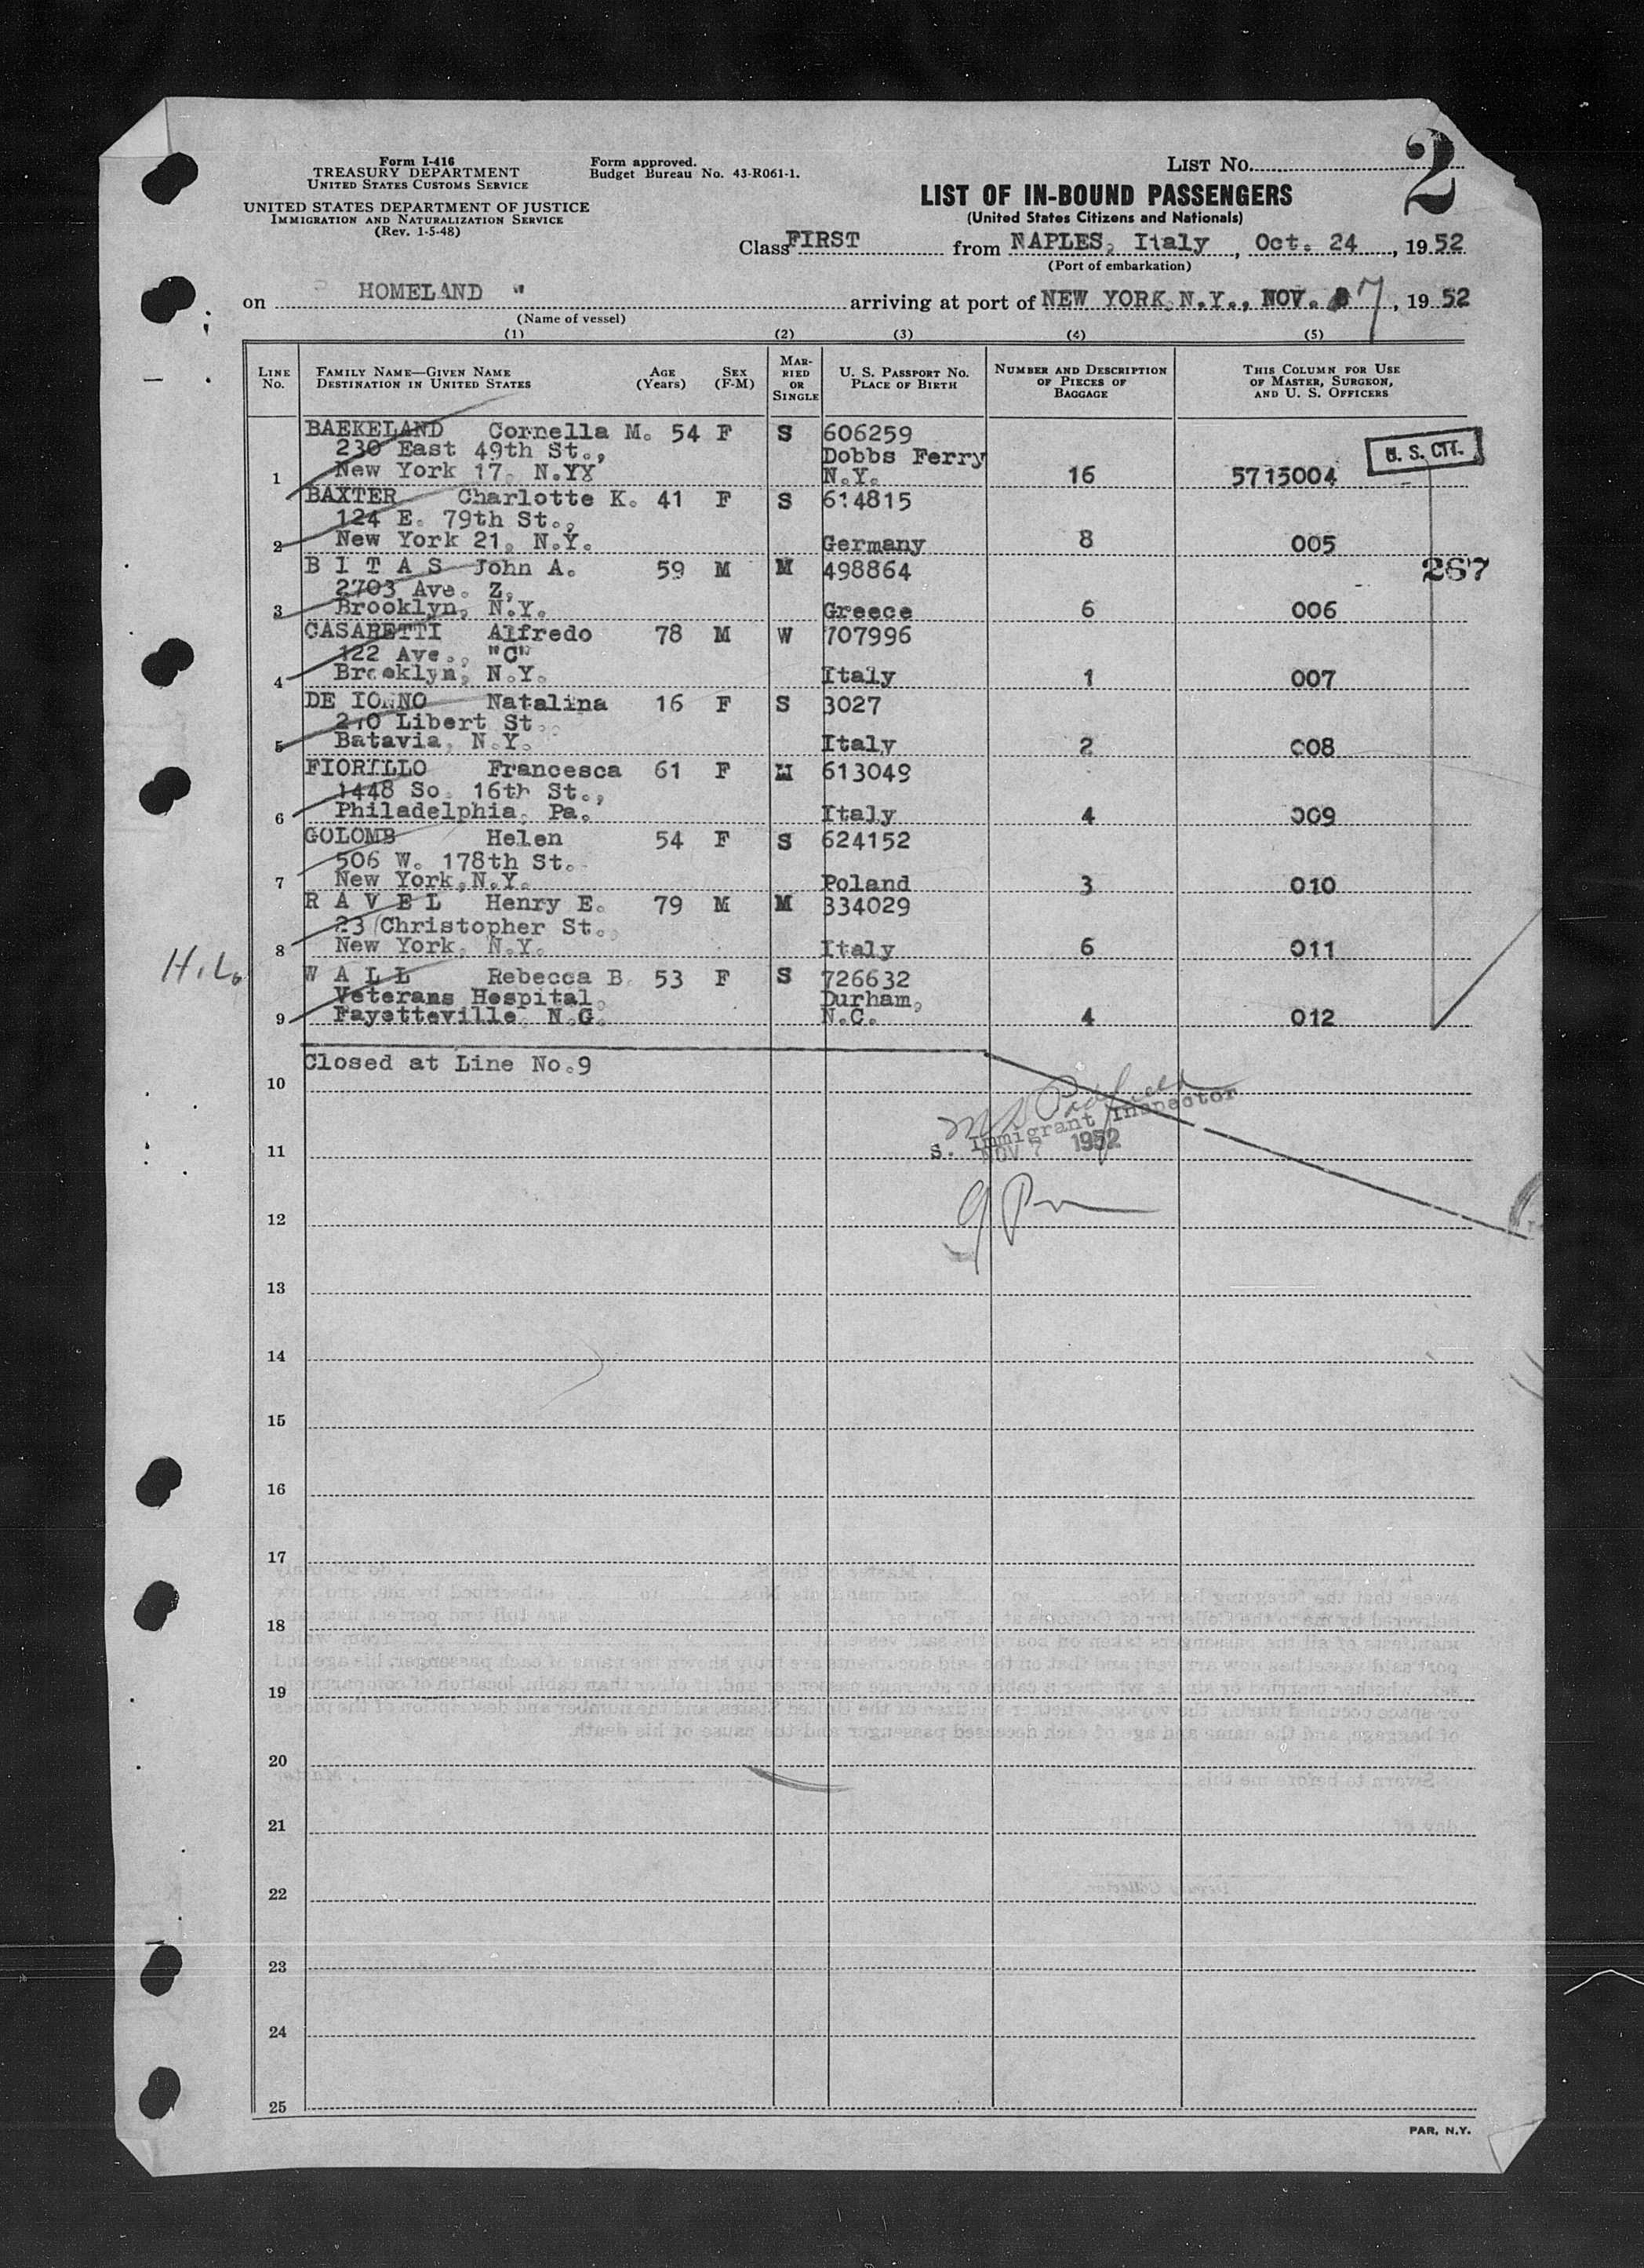 Form I-416
TREASURY DEPARTMENT
UNITED STATES CUSTOMS SERVICE
UNITED STATES DEPARTMENT OF JUSTICE
IMMIGRATION AND NATURALIZATION SERVICE
(Rev. 1-5-48)
Form approved.
Budget Bureau No. 43-R061-1.
LIST No. 2
LIST OF IN-BOUND PASSENGERS
(United States Citizens and Nationals)
Class FIRST from NAPLES, Italy, Oct. 24, 1952
(Port of embarkation)
on HOMELAND " arriving at port of NEW YORK, N.Y., NOV. 7, 1952
(Name of vessel)
(1) (2) (3) (4) (5)
LINE No. FAMILY NAME—GIVEN NAME DESTINATION IN UNITED STATES AGE (Years) SEX (F-M) MARRIED OR SINGLE U. S. PASSPORT NO. PLACE OF BIRTH NUMBER AND DESCRIPTION OF PIECES OF BAGGAGE THIS COLUMN FOR USE OF MASTER, SURGEON, AND U. S. OFFICERS
BAEKELAND Cornella M. 54 F S 606259
230 East 49th St., Dobbs Ferry
1 New York 17, N.YX N.Y. 16 5715004 U. S. CIT.
BAXTER Charlotte K. 41 F S 614815
124 E. 79th St.,
2 New York 21, N.Y. Germany 8 005
B I T A S John A. 59 M M 498864 267
2703 Ave. Z,
3 Brooklyn, N.Y. Greece 6 006
CASARETTI Alfredo 78 M W 707996
122 Ave., "C"
4 Brooklyn, N.Y. Italy 1 007
DE IONNO Natalina 16 F S 3027
210 Libert St.
5 Batavia, N.Y. Italy 2 008
FIORILLO Francesca 61 F 613049
1448 So. 16th St.,
6 Philadelphia, Pa. Italy 4 009
GOLOMB Helen 54 F S 624152
506 W. 178th St.
7 New York, N.Y. Poland 3 010
R A V E L Henry E. 79 M M 334029
23 Christopher St.
8 New York, N.Y. Italy 6 011
H.L.
W A L L Rebecca B. 53 F S 726632
Veterans Hospital, Durham,
9 Fayetteville, N.C. N.C. 4 012
Closed at Line No.9
10
S. Immigrant Inspector
11 NOV 7 1952
12
13
14
15
16
17
18
19
20
21
22
23
24
25
PAR, N.Y.